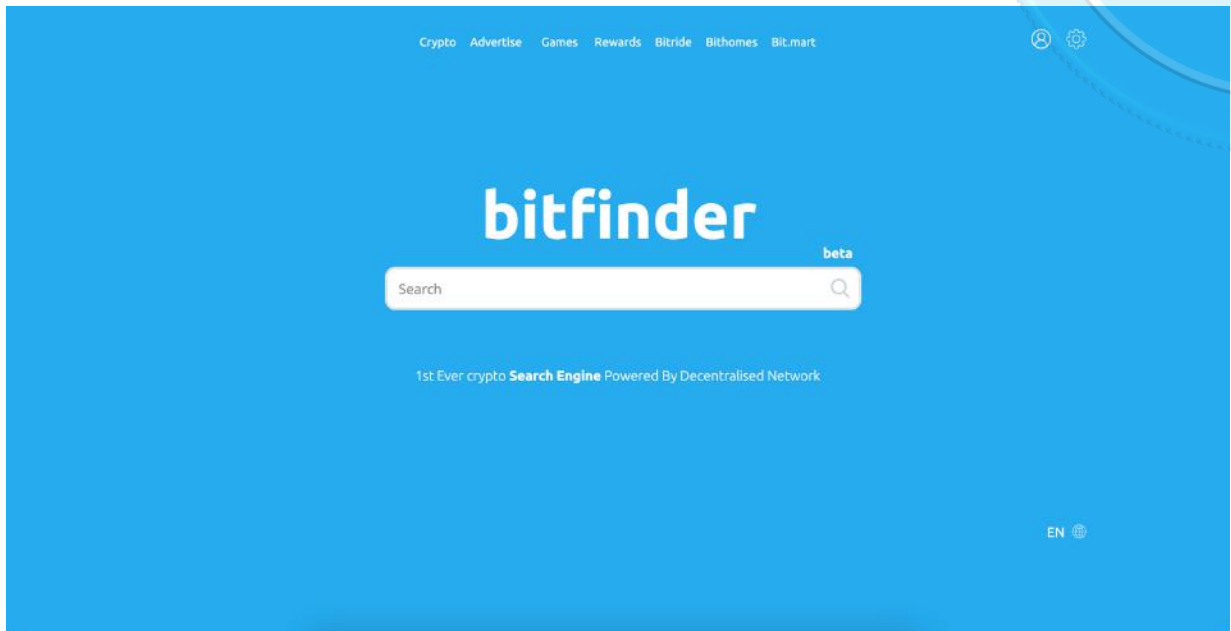 Crypto Advertise Games Rewards Bitride Bithomes Bit.mart
bitfinder
beta
Search
1st Ever crypto Search Engine Powered By Decentralised Network
EN